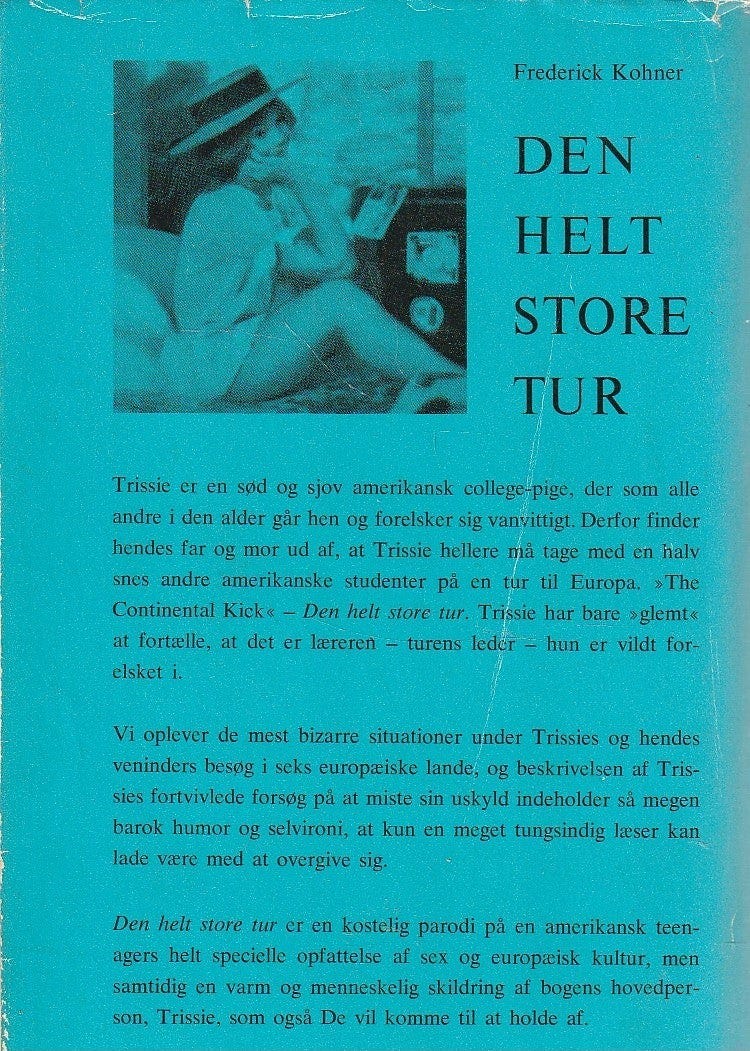 Frederick Kohner
DEN
HELT
STORE
TUR
Trissie er en sød og sjov amerikansk college-pige, der som alle
andre i den alder går hen og forelsker sig vanvittigt. Derfor finder
hendes far og mor ud af, at Trissie hellere må tage med en halv
snes andre amerikanske studenter på en tur til Europa. »The
Continental Kick« – Den helt store tur. Trissie har bare »glemt«
at fortælle, at det er læreren – turens leder – hun er vildt for-
elsket i.
Vi oplever de mest bizarre situationer under Trissies og hendes
veninders besøg i seks europæiske lande, og beskrivelsen af Tris-
sies fortvivlede forsøg på at miste sin uskyld indeholder så megen
barok humor og selvironi, at kun en meget tungsindig læser kan
lade være med at overgive sig.
Den helt store tur er en kostelig parodi på en amerikansk teen-
agers helt specielle opfattelse af sex og europæisk kultur, men
samtidig en varm og menneskelig skildring af bogens hovedper-
son, Trissie, som også De vil komme til at holde af.